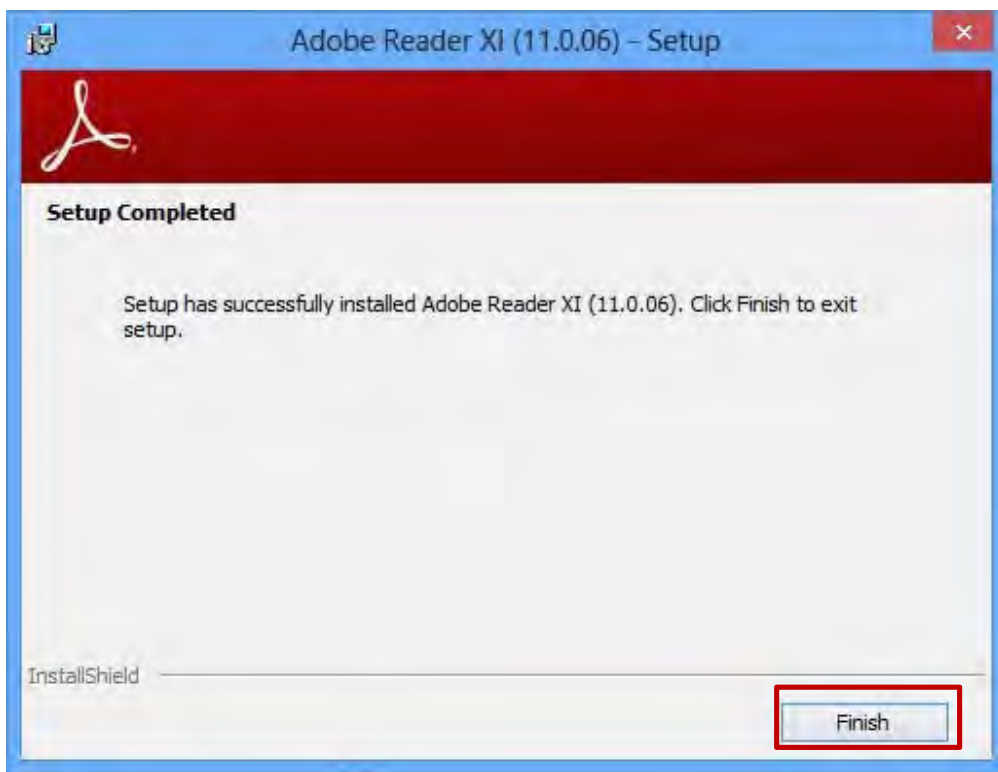 Adobe Reader XI (11.0.06) – Setup
Setup Completed
Setup has successfully installed Adobe Reader XI (11.0.06). Click Finish to exit
setup.
InstallShield
Finish